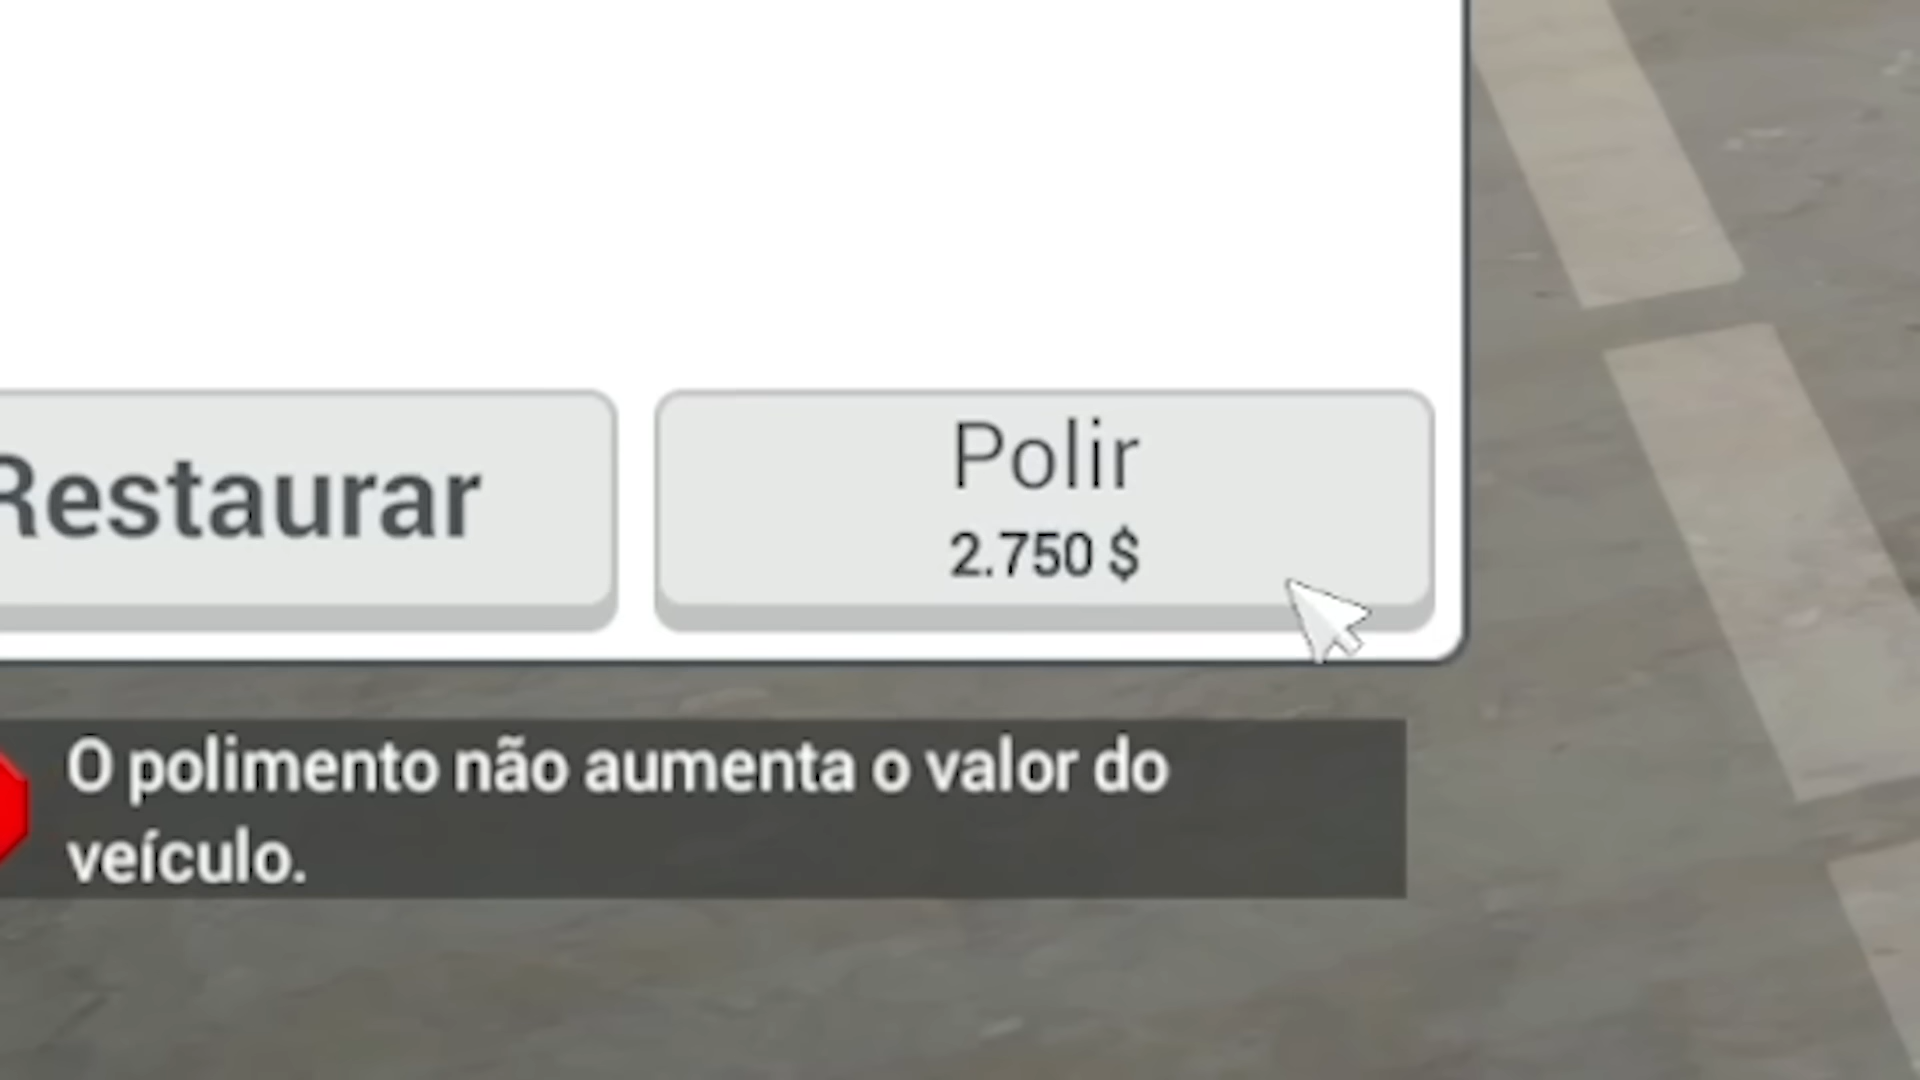 Restaurar
Polir
2.750 $
O polimento não aumenta o valor do
veículo.